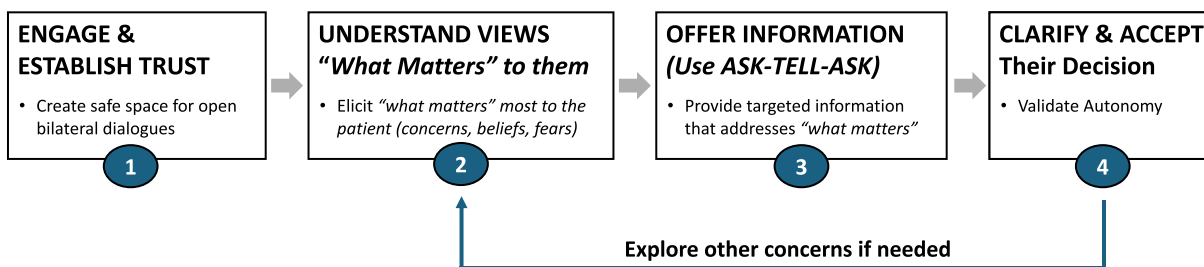 ENGAGE &
ESTABLISH TRUST
• Create safe space for open
bilateral dialogues
1
UNDERSTAND VIEWS
“What Matters” to them
• Elicit “what matters” most to the
patient (concerns, beliefs, fears)
2
OFFER INFORMATION
(Use ASK-TELL-ASK)
• Provide targeted information
that addresses “what matters”
3
CLARIFY & ACCEPT
Their Decision
• Validate Autonomy
4
Explore other concerns if needed